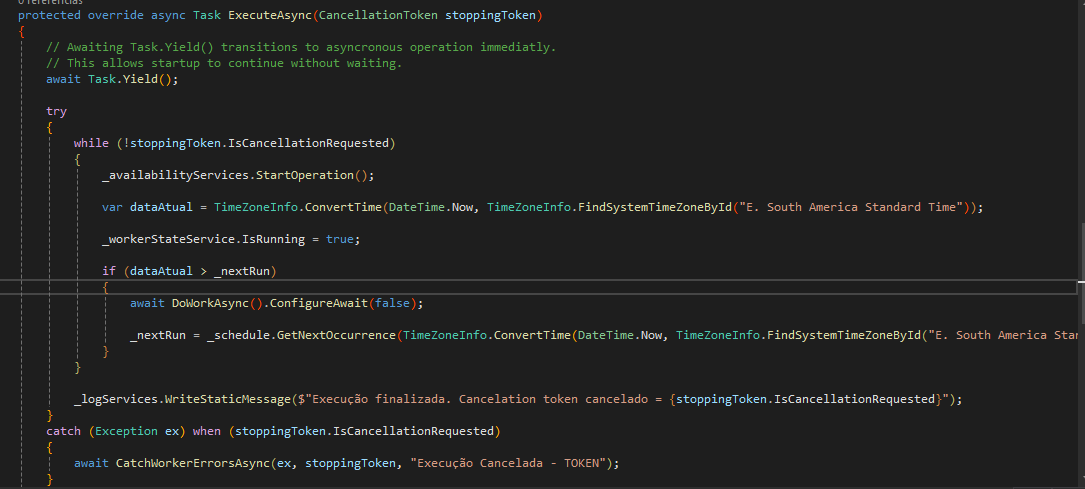 0 referências
protected override async Task ExecuteAsync(CancellationToken stoppingToken)
{
// Awaiting Task.Yield() transitions to asyncronous operation immediatly.
// This allows startup to continue without waiting.
await Task.Yield();
try
{
while (!stoppingToken.IsCancellationRequested)
{
_availabilityServices.StartOperation();
var dataAtual = TimeZoneInfo.ConvertTime(DateTime.Now, TimeZoneInfo.FindSystemTimeZoneById("E. South America Standard Time"));
_workerStateService.IsRunning = true;
if (dataAtual > _nextRun)
{
await DoWorkAsync().ConfigureAwait(false);
_nextRun = _schedule.GetNextOccurrence(TimeZoneInfo.ConvertTime(DateTime.Now, TimeZoneInfo.FindSystemTimeZoneById("E. South America Star
}
}
_logServices.WriteStaticMessage($"Execução finalizada. Cancelation token cancelado = {stoppingToken.IsCancellationRequested}");
}
catch (Exception ex) when (stoppingToken.IsCancellationRequested)
{
await CatchWorkerErrorsAsync(ex, stoppingToken, "Execução Cancelada - TOKEN");
}